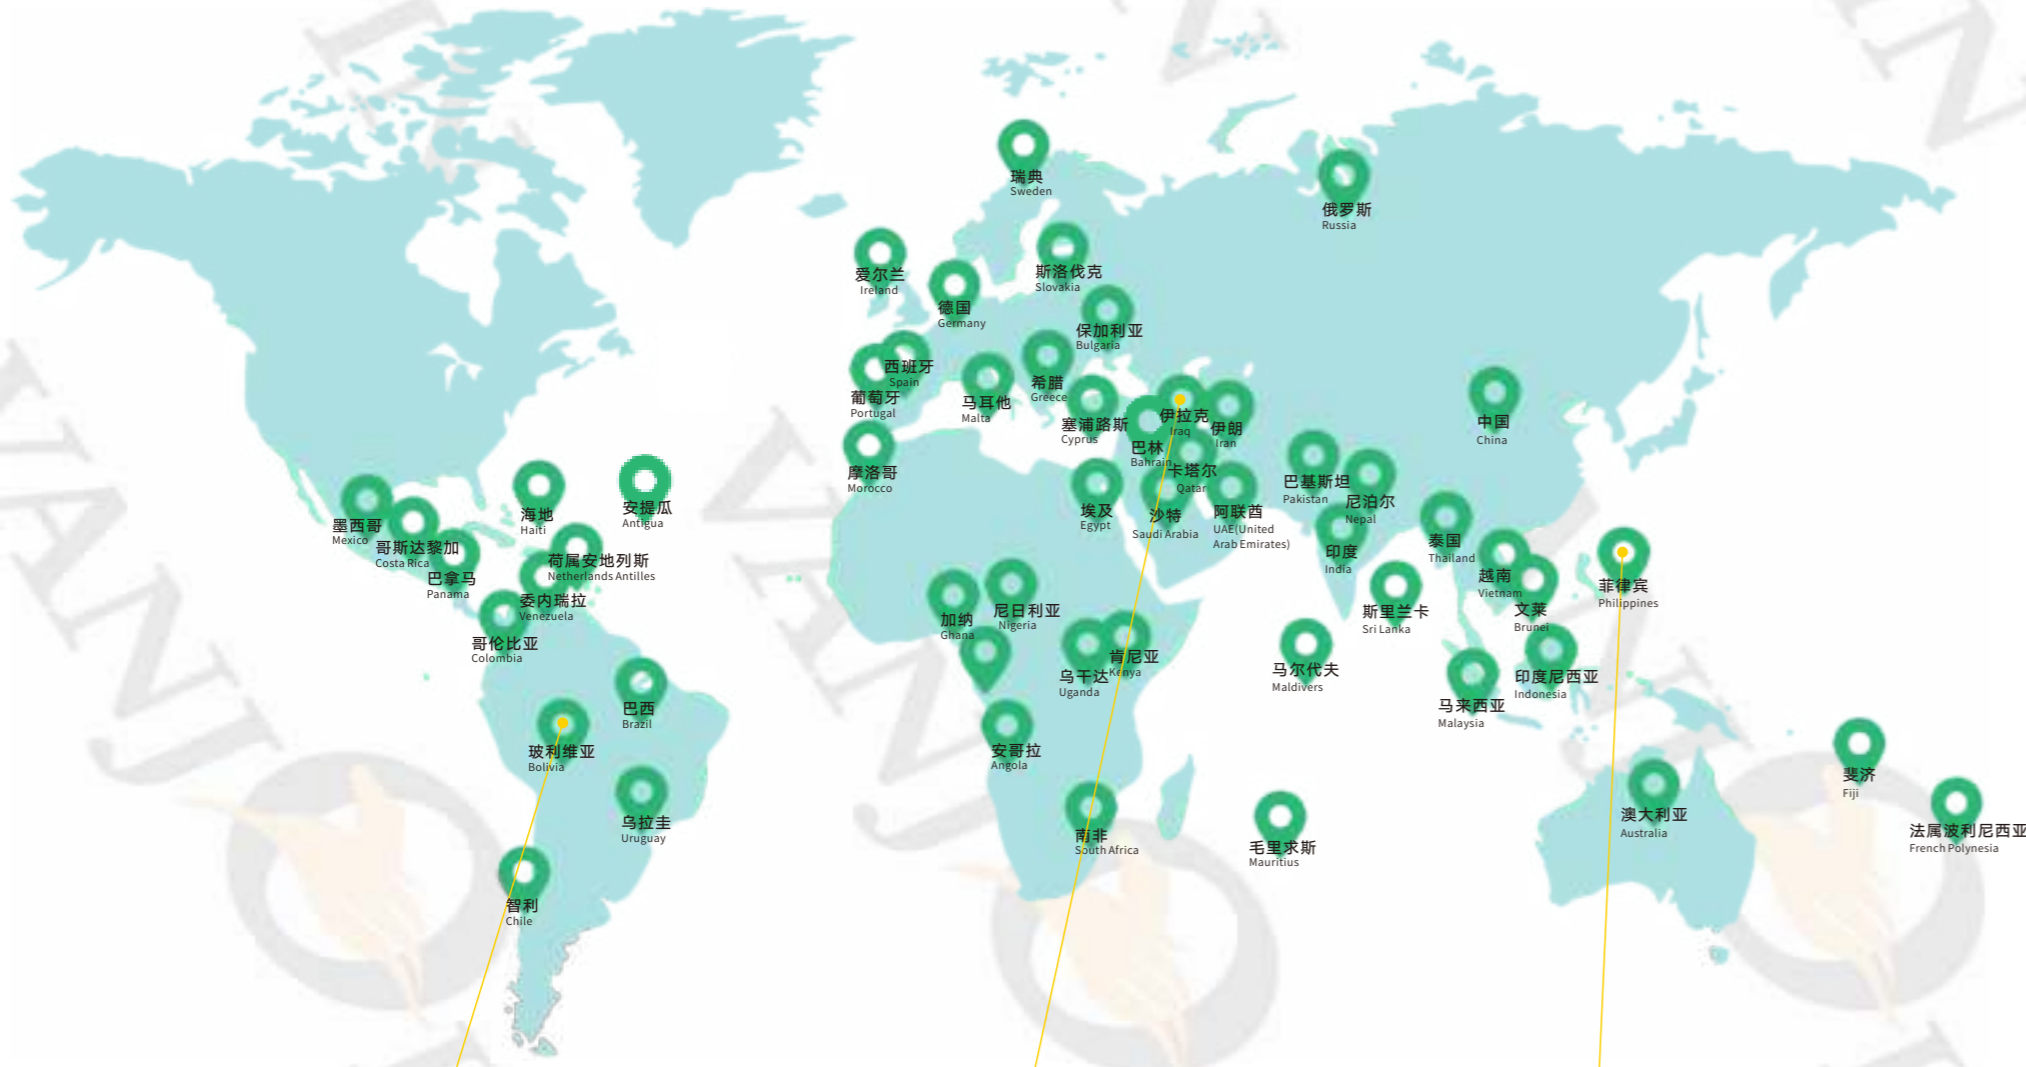 瑞典
Sweden
俄罗斯
Russia
爱尔兰
Ireland
斯洛伐克
Slovakia
德国
Germany
保加利亚
Bulgaria
西班牙
Spain
葡萄牙
Portugal
马耳他
Malta
希腊
Greece
塞浦路斯
Cyprus
伊拉克
Iraq
伊朗
Iran
巴林
Bahrain
卡塔尔
Qatar
中国
China
摩洛哥
Morocco
埃及
Egypt
沙特
Saudi Arabia
阿联酋
UAE(United
Arab Emirates)
巴基斯坦
Pakistan
尼泊尔
Nepal
印度
India
泰国
Thailand
越南
Vietnam
文莱
Brunei
菲律宾
Philippines
斯里兰卡
Sri Lanka
马尔代夫
Maldivers
马来西亚
Malaysia
印度尼西亚
Indonesia
墨西哥
Mexico
哥斯达黎加
Costa Rica
巴拿马
Panama
海地
Haiti
安提瓜
Antigua
荷属安地列斯
Netherlands Antilles
委内瑞拉
Venezuela
哥伦比亚
Colombia
巴西
Brazil
玻利维亚
Bolivia
乌拉圭
Uruguay
智利
Chile
加纳
Ghana
尼日利亚
Nigeria
乌干达
Uganda
肯尼亚
Kenya
安哥拉
Angola
南非
South Africa
毛里求斯
Mauritius
澳大利亚
Australia
斐济
Fiji
法属波利尼西亚
French Polynesia